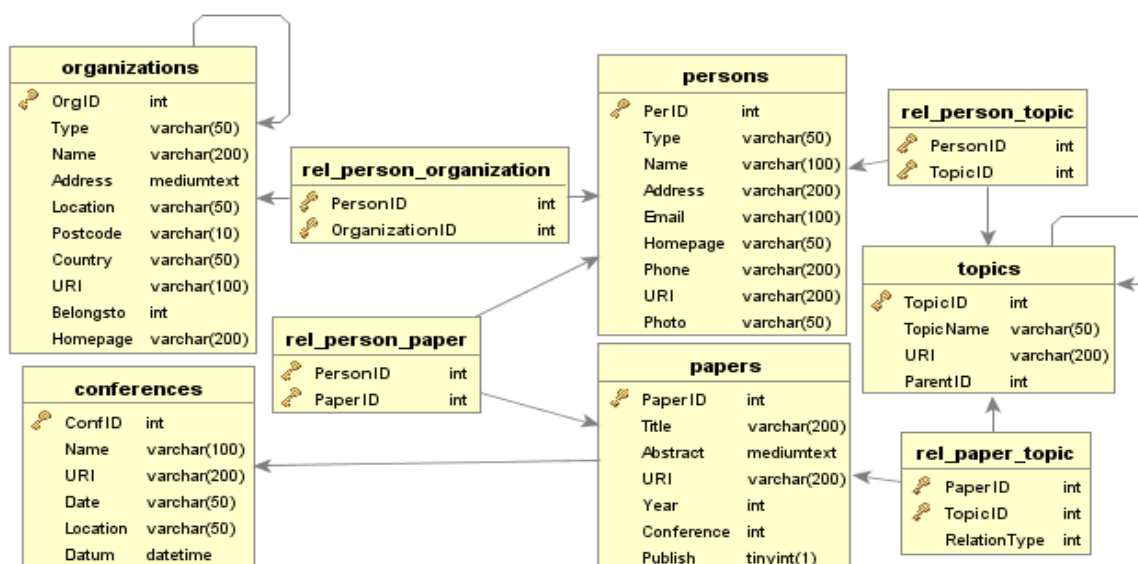 organizations
OrgID int
Type varchar(50)
Name varchar(200)
Address mediumtext
Location varchar(50)
Postcode varchar(10)
Country varchar(50)
URI varchar(100)
Belongsto int
Homepage varchar(200)
conferences
ConfID int
Name varchar(100)
URI varchar(200)
Date varchar(50)
Location varchar(50)
Datum datetime
rel_person_organization
PersonID int
OrganizationID int
rel_person_paper
PersonID int
PaperID int
persons
PerID int
Type varchar(50)
Name varchar(100)
Address varchar(200)
Email varchar(100)
Homepage varchar(50)
Phone varchar(200)
URI varchar(200)
Photo varchar(50)
papers
PaperID int
Title varchar(200)
Abstract mediumtext
URI varchar(200)
Year int
Conference int
Publish tinyint(1)
rel_person_topic
PersonID int
TopicID int
topics
TopicID int
TopicName varchar(50)
URI varchar(200)
ParentID int
rel_paper_topic
PaperID int
TopicID int
RelationType int